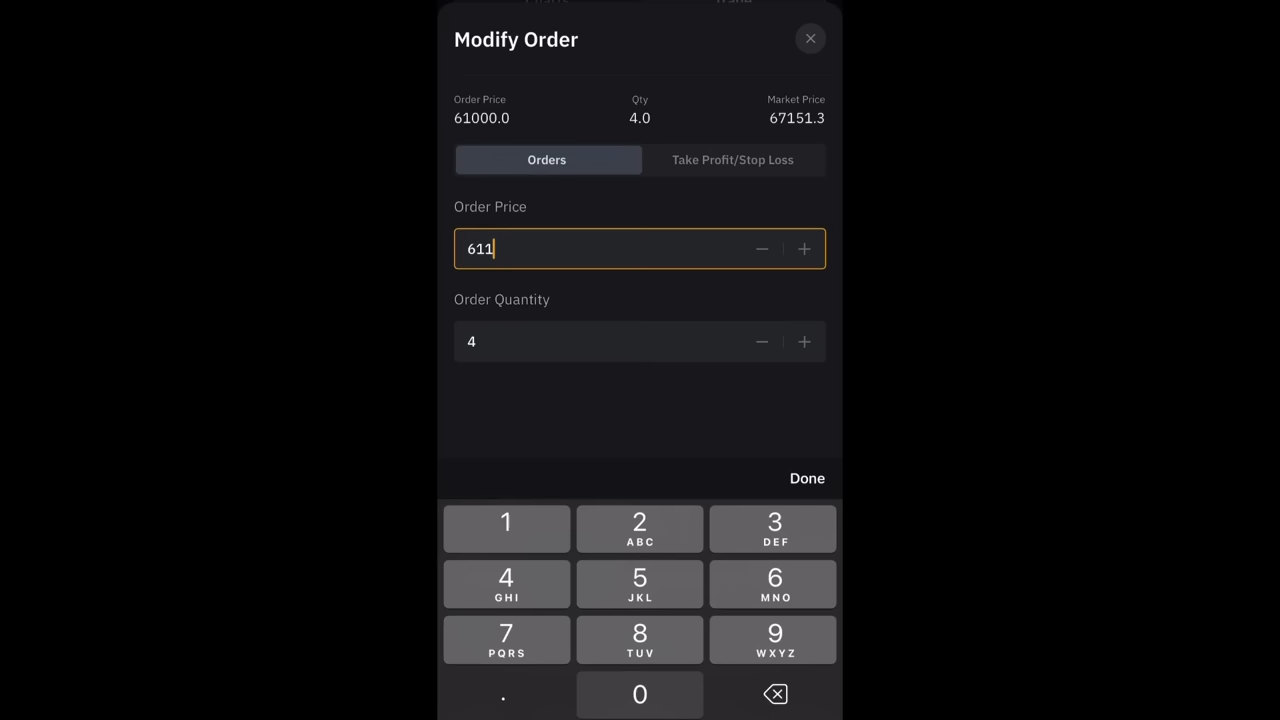 Modify Order
Order Price Qty Market Price
61000.0 4.0 67151.3
Orders Take Profit/Stop Loss
Order Price
611
Order Quantity
4
Done
1 2 3
ABC DEF
4 5 6
GHI JKL MNO
7 8 9
PQRS TUV WXYZ
. 0